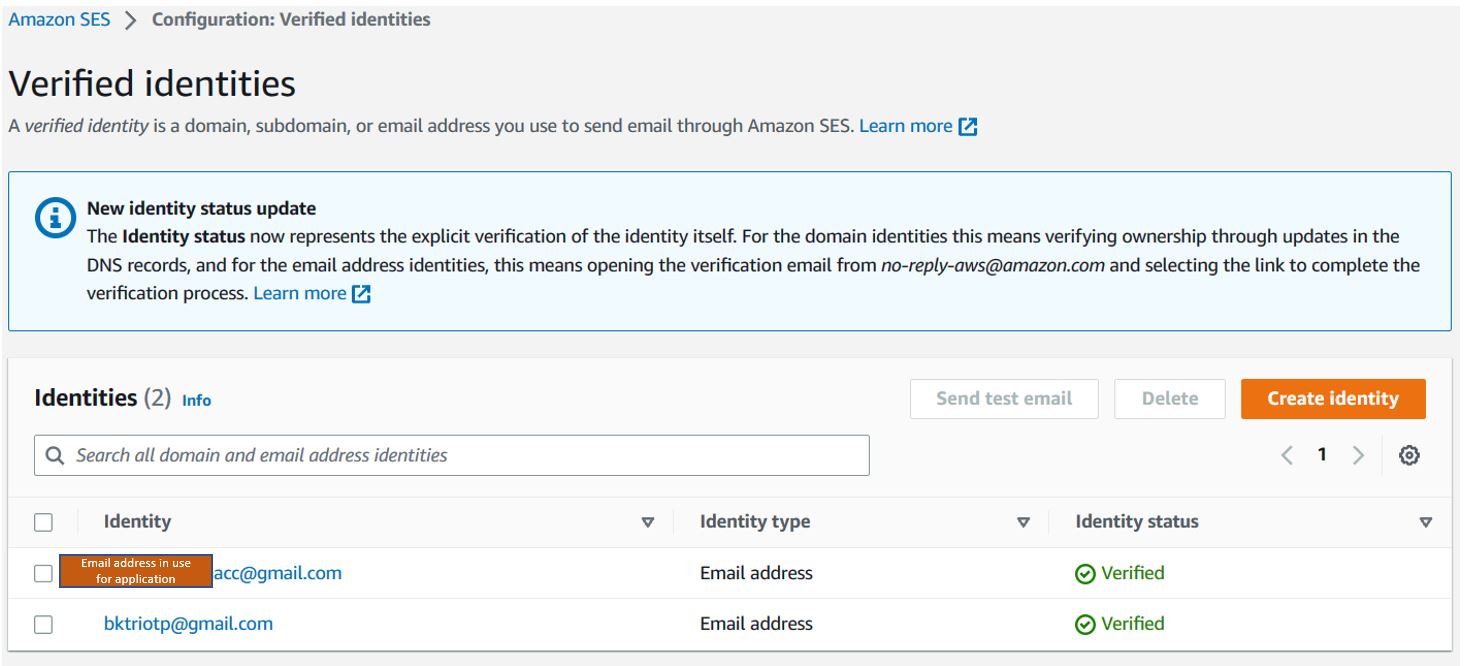 Amazon SES > Configuration: Verified identities
Verified identities
A verified identity is a domain, subdomain, or email address you use to send email through Amazon SES. Learn more
New identity status update
The Identity status now represents the explicit verification of the identity itself. For the domain identities this means verifying ownership through updates in the
DNS records, and for the email address identities, this means opening the verification email from no-reply-aws@amazon.com and selecting the link to complete the
verification process. Learn more
Identities (2) Info Send test email Delete Create identity
Search all domain and email address identities 1
Identity Identity type Identity status
Email address in use
for application
acc@gmail.com Email address Verified
bktriotp@gmail.com Email address Verified